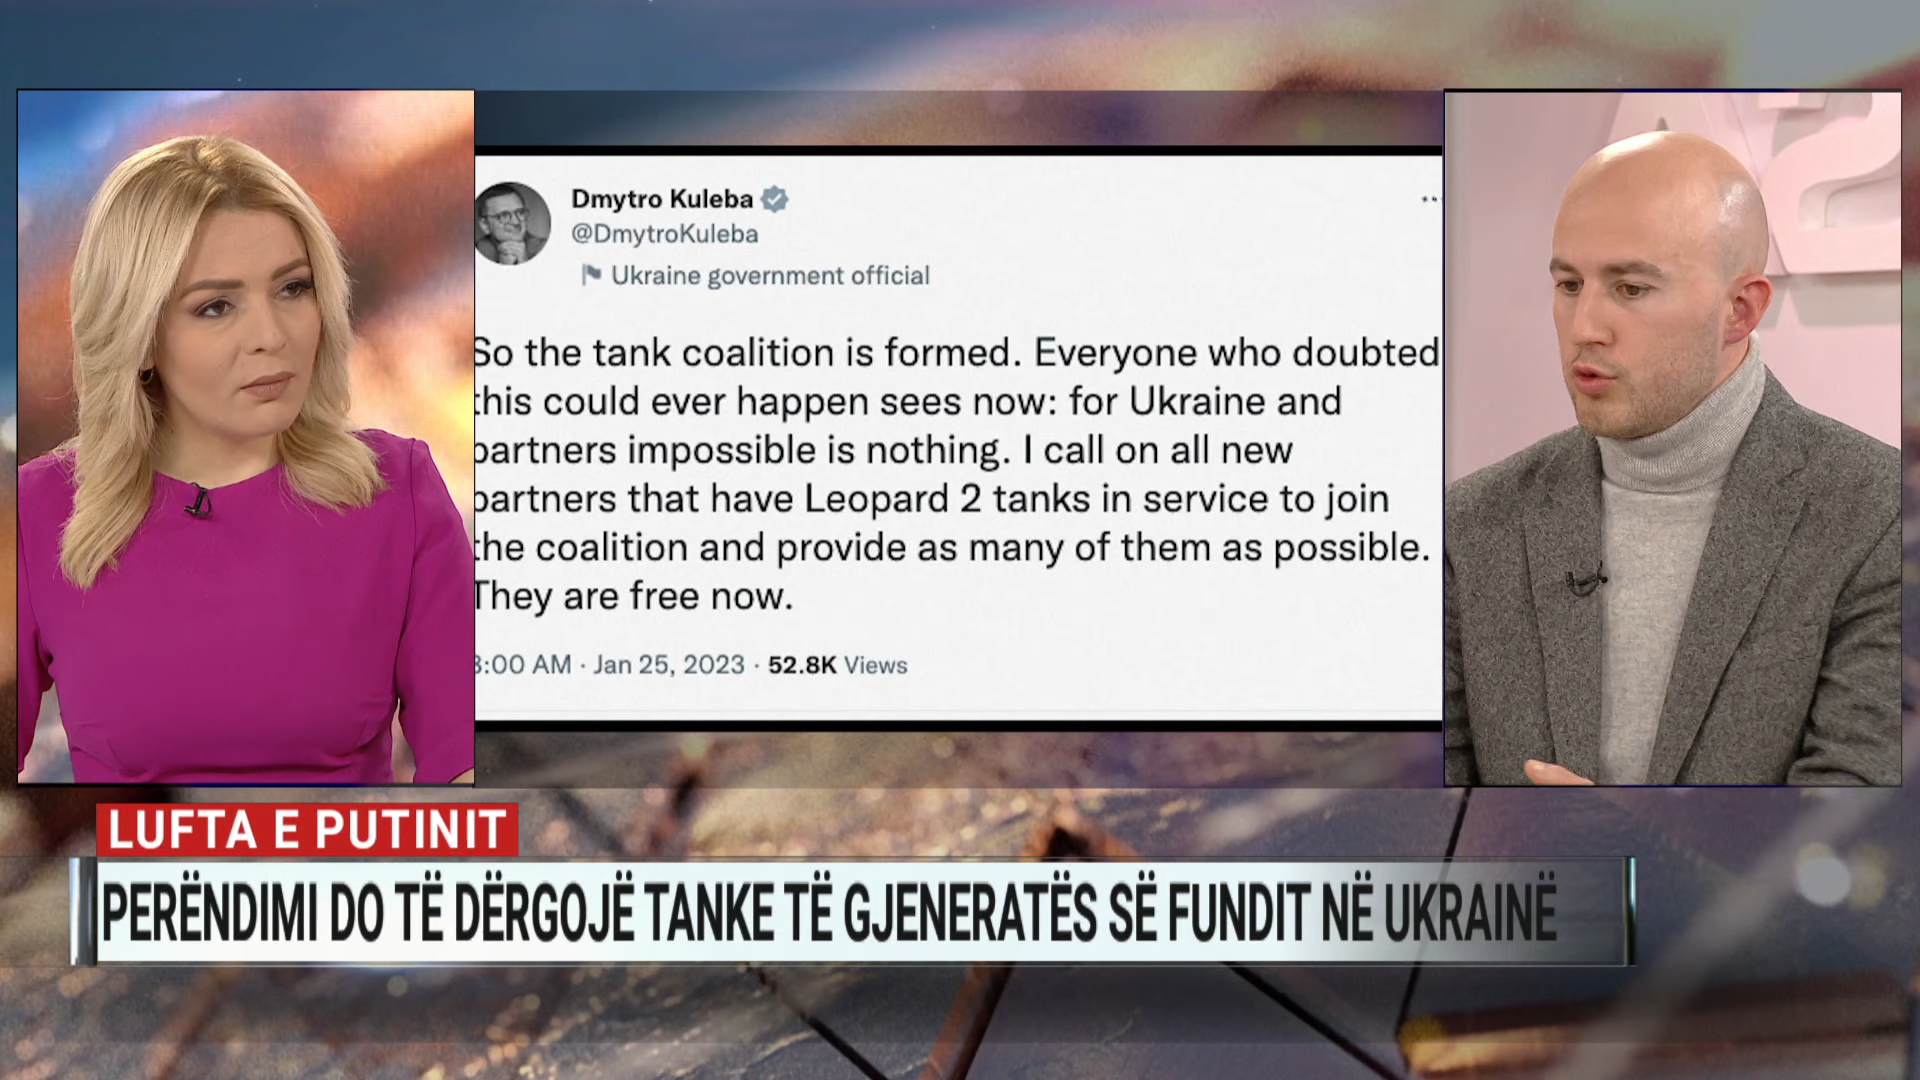 Dmytro Kuleba
@DmytroKuleba
Ukraine government official
So the tank coalition is formed. Everyone who doubted
this could ever happen sees now: for Ukraine and
partners impossible is nothing. I call on all new
partners that have Leopard 2 tanks in service to join
the coalition and provide as many of them as possible.
They are free now.
:00 AM · Jan 25, 2023 · 52.8K Views
A2
LUFTA E PUTINIT
PERËNDIMI DO TË DËRGOJË TANKE TË GJENERATËS SË FUNDIT NË UKRAINË